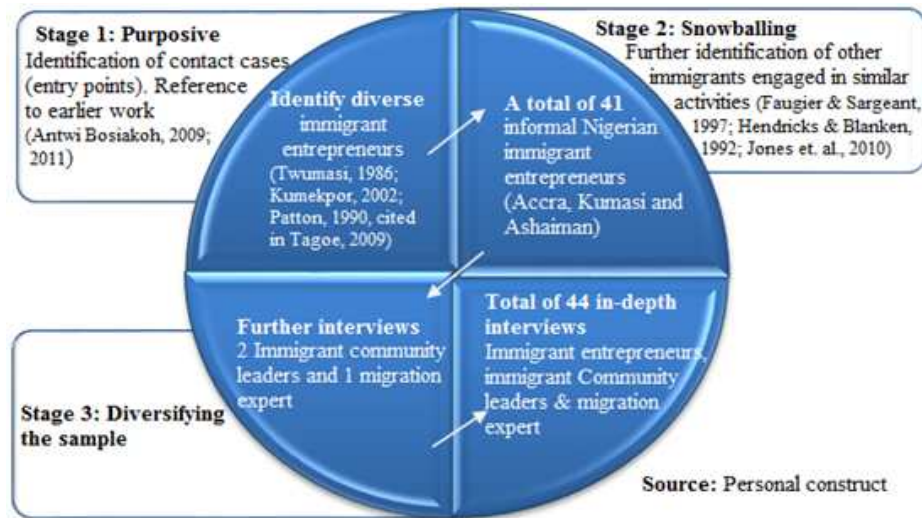 Stage 1: Purposive
Identification of contact cases
(entry points). Reference
to earlier work
(Antwi Bosiakoh, 2009;
2011)
Identify diverse
immigrant
entrepreneurs
(Twumasi, 1986;
Kumekpor, 2002;
Patton, 1990, cited
in Tagoe, 2009)
Stage 2: Snowballing
Further identification of other
immigrants engaged in similar
activities (Faugier & Sargeant,
1997; Hendricks & Blanken,
1992; Jones et. al., 2010)
A total of 41
informal Nigerian
immigrant
entrepreneurs
(Accra, Kumasi and
Ashaiman)
Stage 3: Diversifying
the sample
Further interviews
2 Immigrant community
leaders and 1 migration
expert
Total of 44 in-depth
interviews
Immigrant entrepreneurs,
immigrant Community
leaders & migration
expert
Source: Personal construct